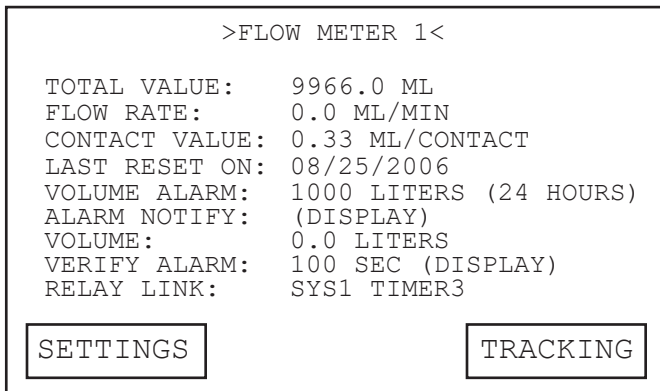 >FLOW METER 1<
TOTAL VALUE: 9966.0 ML
FLOW RATE: 0.0 ML/MIN
CONTACT VALUE: 0.33 ML/CONTACT
LAST RESET ON: 08/25/2006
VOLUME ALARM: 1000 LITERS (24 HOURS)
ALARM NOTIFY: (DISPLAY)
VOLUME: 0.0 LITERS
VERIFY ALARM: 100 SEC (DISPLAY)
RELAY LINK: SYS1 TIMER3
SETTINGS TRACKING